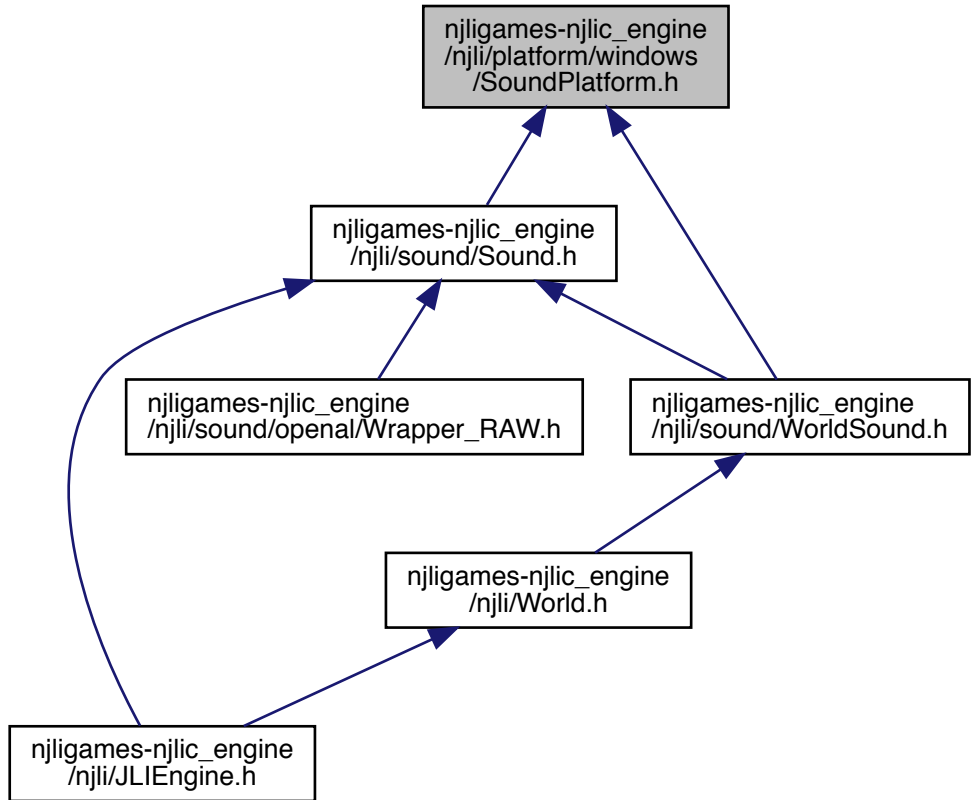 njligames-njlic_engine
/njli/platform/windows
/SoundPlatform.h
njligames-njlic_engine
/njli/sound/Sound.h
njligames-njlic_engine
/njli/sound/openal/Wrapper_RAW.h
njligames-njlic_engine
/njli/sound/WorldSound.h
njligames-njlic_engine
/njli/World.h
njligames-njlic_engine
/njli/JLIEngine.h